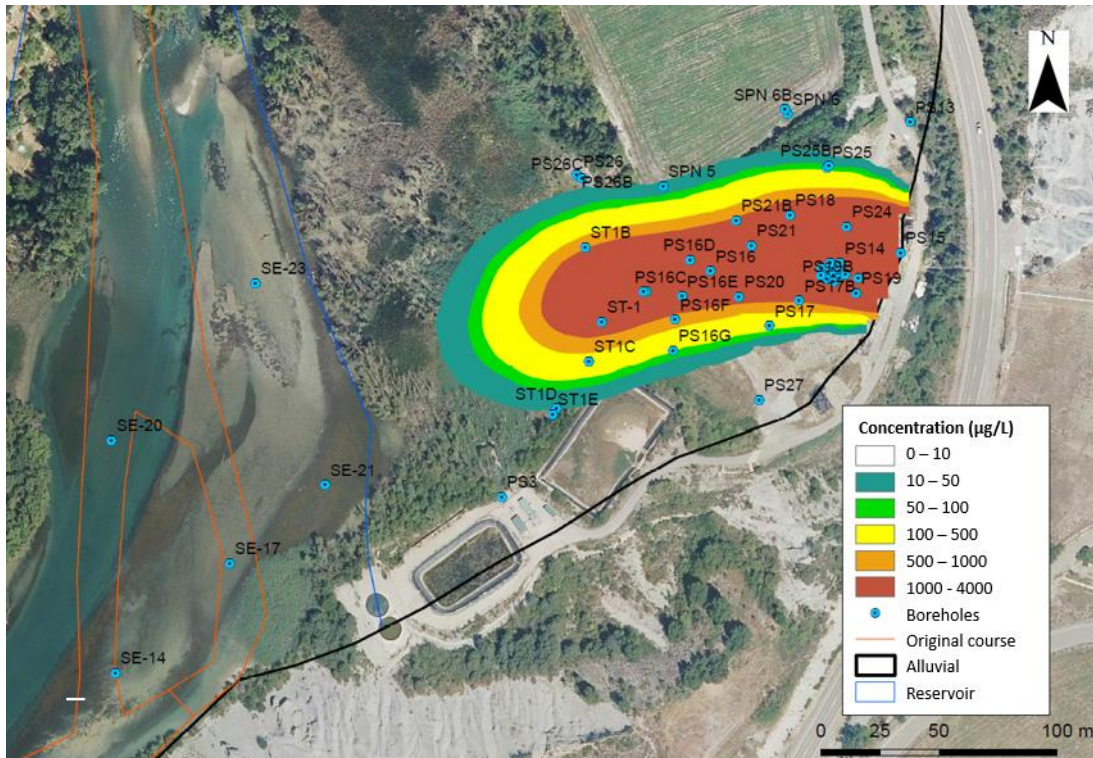 N
SPN 6B
SPN 6
PS13
PS25B
PS25
PS26C
PS26
PS26B
SPN 5
PS18
PS21B
PS24
ST1B
PS21
PS14
PS15
PS16D
PS16
PS19B
PS19
PS16C
PS16E
PS20
PS17B
SE-23
ST-1
PS16F
PS17
PS16G
ST1C
ST1D
ST1E
PS27
SE-20
SE-21
PS3
SE-17
SE-14
Concentration (µg/L)
0 – 10
10 – 50
50 – 100
100 – 500
500 – 1000
1000 - 4000
Boreholes
Original course
Alluvial
Reservoir
0 25 50 100 m